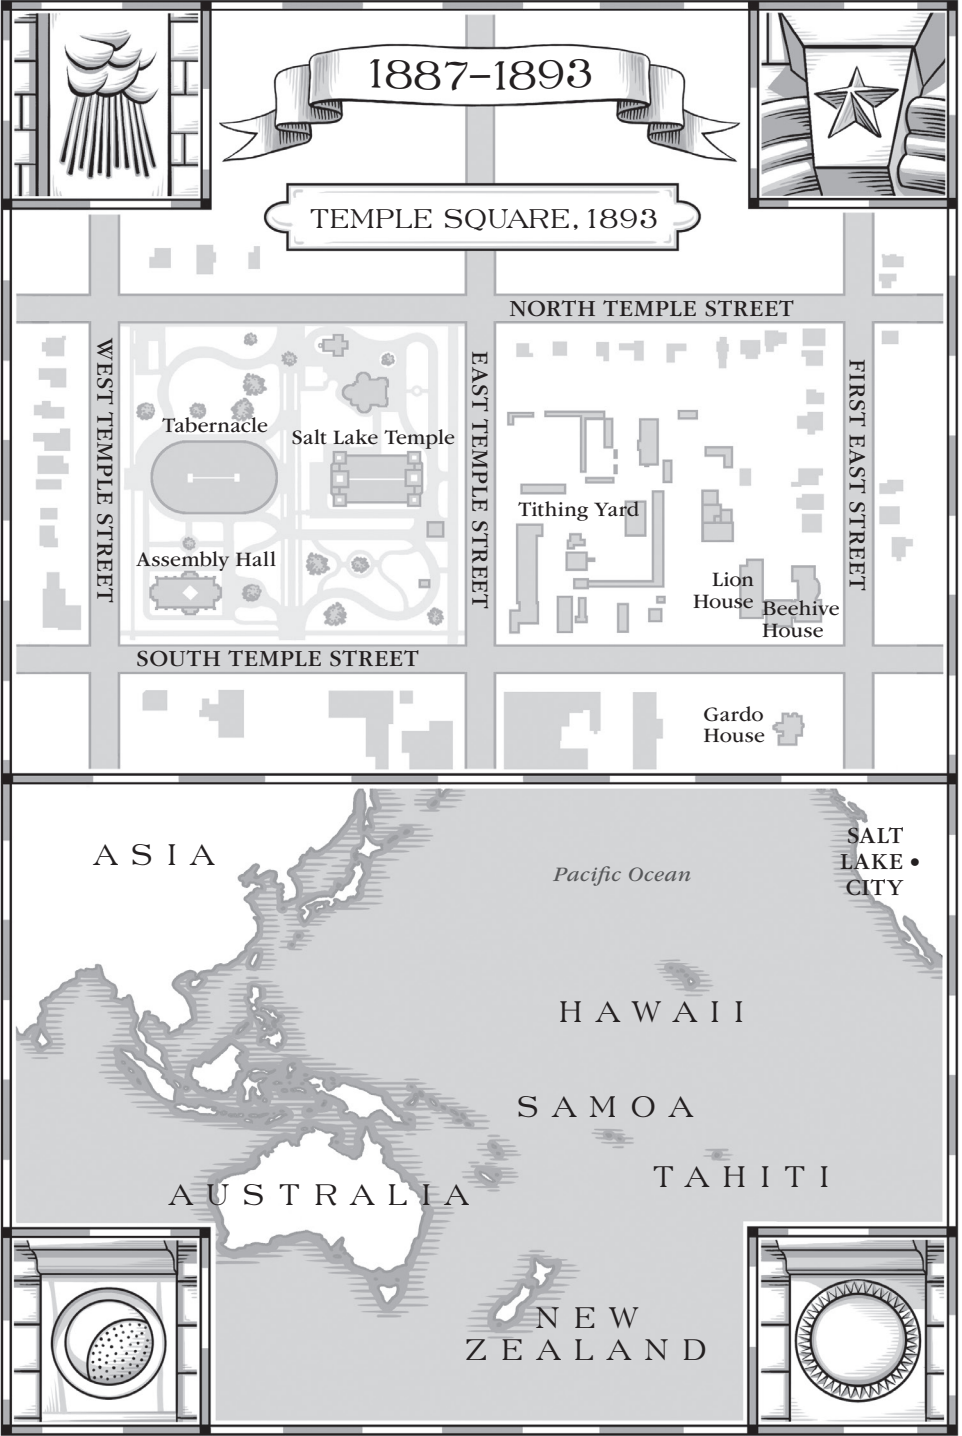 1887–1893
TEMPLE SQUARE, 1893
NORTH TEMPLE STREET
WEST TEMPLE STREET
EAST TEMPLE STREET
FIRST EAST STREET
Tabernacle
Salt Lake Temple
Tithing Yard
Assembly Hall
Lion
House
Beehive
House
SOUTH TEMPLE STREET
Gardo
House
ASIA
Pacific Ocean
SALT
LAKE
CITY
HAWAII
SAMOA
TAHITI
AUSTRALIA
NEW
ZEALAND